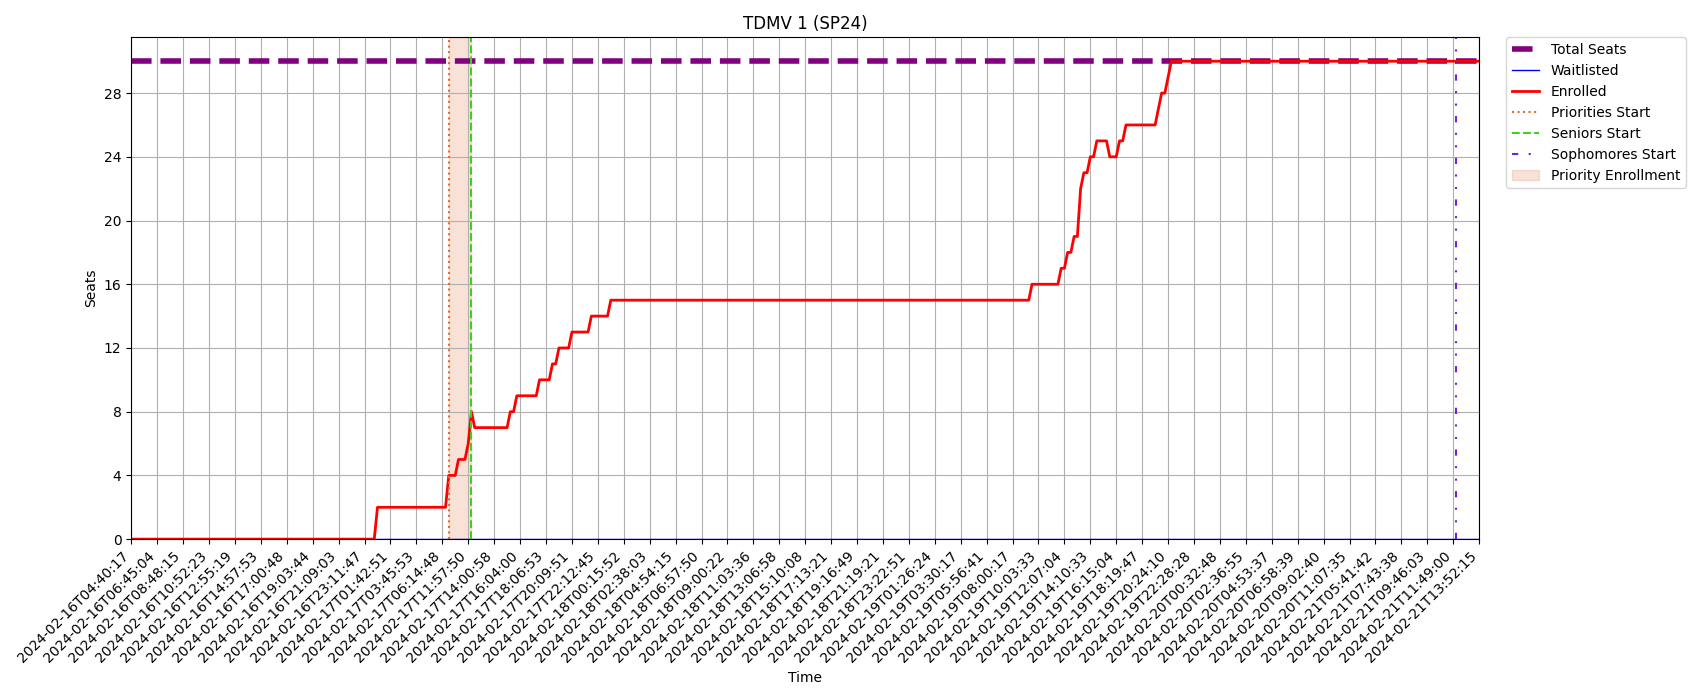 TDMV 1 (SP24)
Total Seats
Waitlisted
Enrolled
Priorities Start
Seniors Start
Sophomores Start
Priority Enrollment
Seats
28
24
20
16
12
8
4
0
2024-02-16T04:40:17
2024-02-16T06:45:04
2024-02-16T08:48:15
2024-02-16T10:52:23
2024-02-16T12:55:19
2024-02-16T14:57:53
2024-02-16T17:00:48
2024-02-16T19:03:44
2024-02-16T21:09:03
2024-02-16T23:11:47
2024-02-17T01:42:51
2024-02-17T03:45:53
2024-02-17T06:14:48
2024-02-17T11:57:50
2024-02-17T14:00:58
2024-02-17T16:04:00
2024-02-17T18:06:53
2024-02-17T20:09:51
2024-02-17T22:12:45
2024-02-18T00:15:52
2024-02-18T02:38:03
2024-02-18T04:54:15
2024-02-18T06:57:50
2024-02-18T09:00:22
2024-02-18T11:03:36
2024-02-18T13:06:58
2024-02-18T15:10:08
2024-02-18T17:13:21
2024-02-18T19:16:49
2024-02-18T21:19:21
2024-02-18T23:22:51
2024-02-19T01:26:24
2024-02-19T03:30:17
2024-02-19T05:56:41
2024-02-19T08:00:17
2024-02-19T10:03:33
2024-02-19T12:07:04
2024-02-19T14:10:33
2024-02-19T16:15:04
2024-02-19T18:19:47
2024-02-19T20:24:10
2024-02-19T22:28:28
2024-02-20T00:32:48
2024-02-20T02:36:55
2024-02-20T04:53:37
2024-02-20T06:58:39
2024-02-20T09:02:40
2024-02-20T11:07:35
2024-02-21T05:41:42
2024-02-21T07:43:38
2024-02-21T09:46:03
2024-02-21T11:49:00
2024-02-21T13:52:15
Time